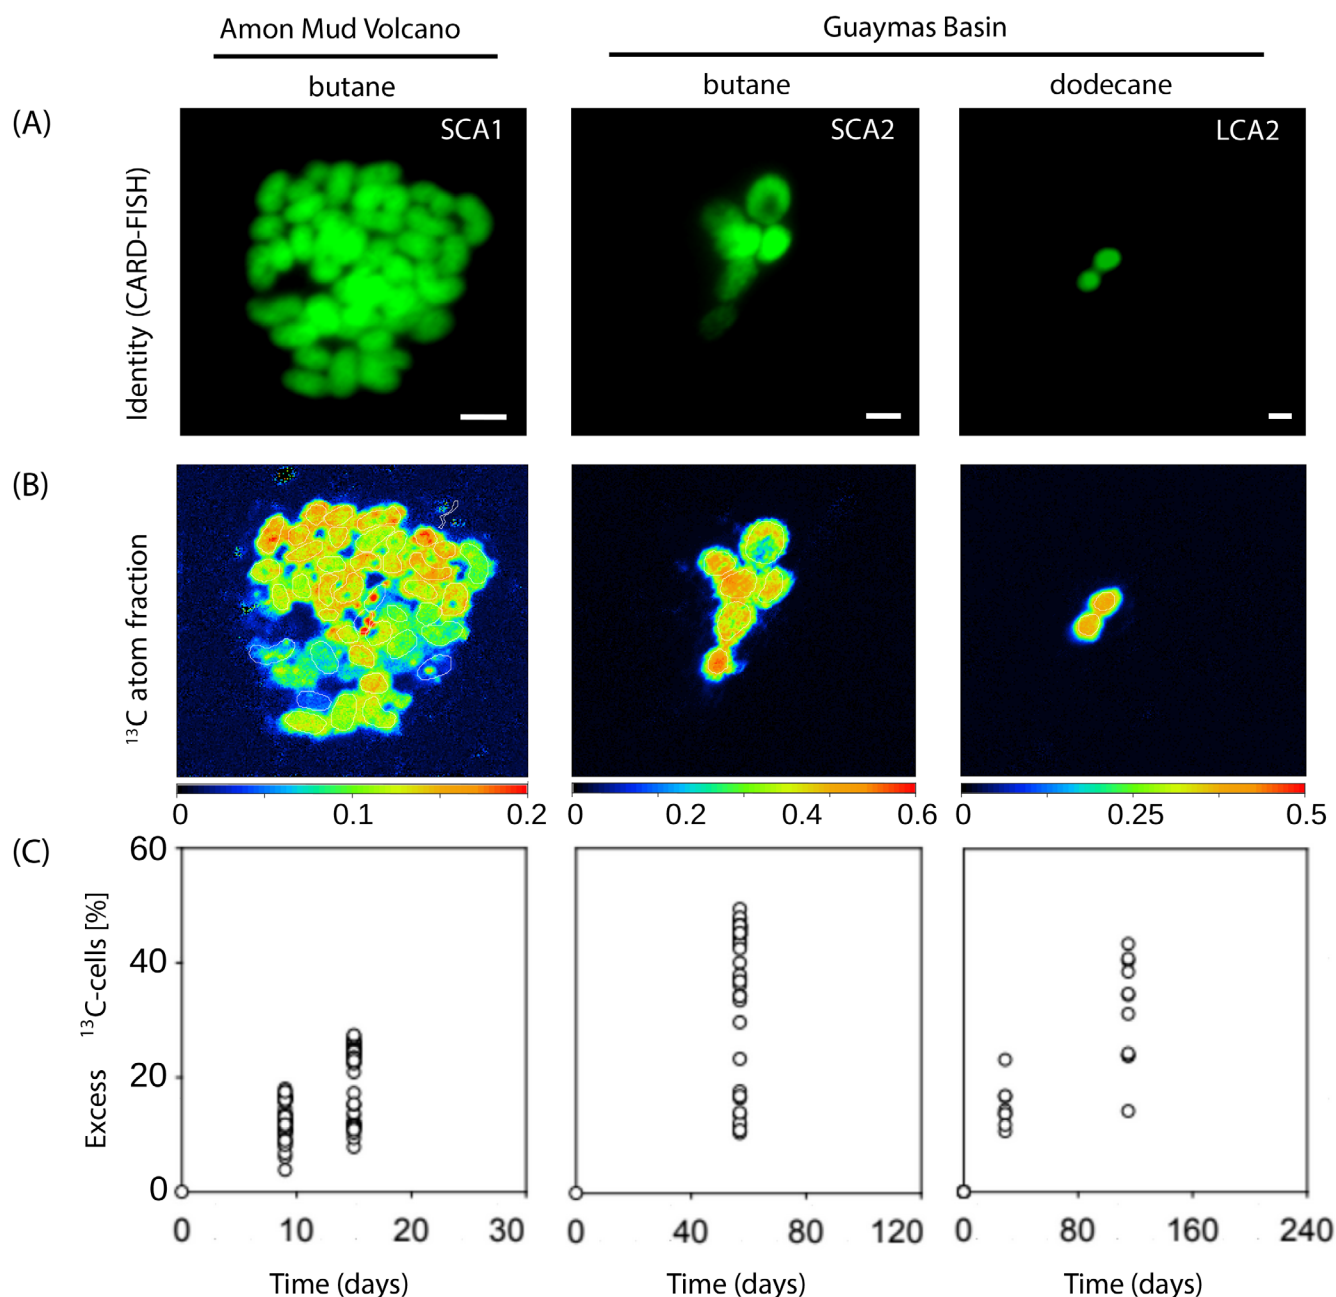 Amon Mud Volcano
Guaymas Basin
butane
butane
dodecane
(A)
Identity (CARD-FISH)
SCA1
SCA2
LCA2
(B)
¹³C atom fraction
0 0.1 0.2
0 0.2 0.4 0.6
0 0.25 0.5
(C)
Excess ¹³C-cells [%]
60
40
20
0
0 10 20 30
0 40 80 120
0 80 160 240
Time (days)
Time (days)
Time (days)